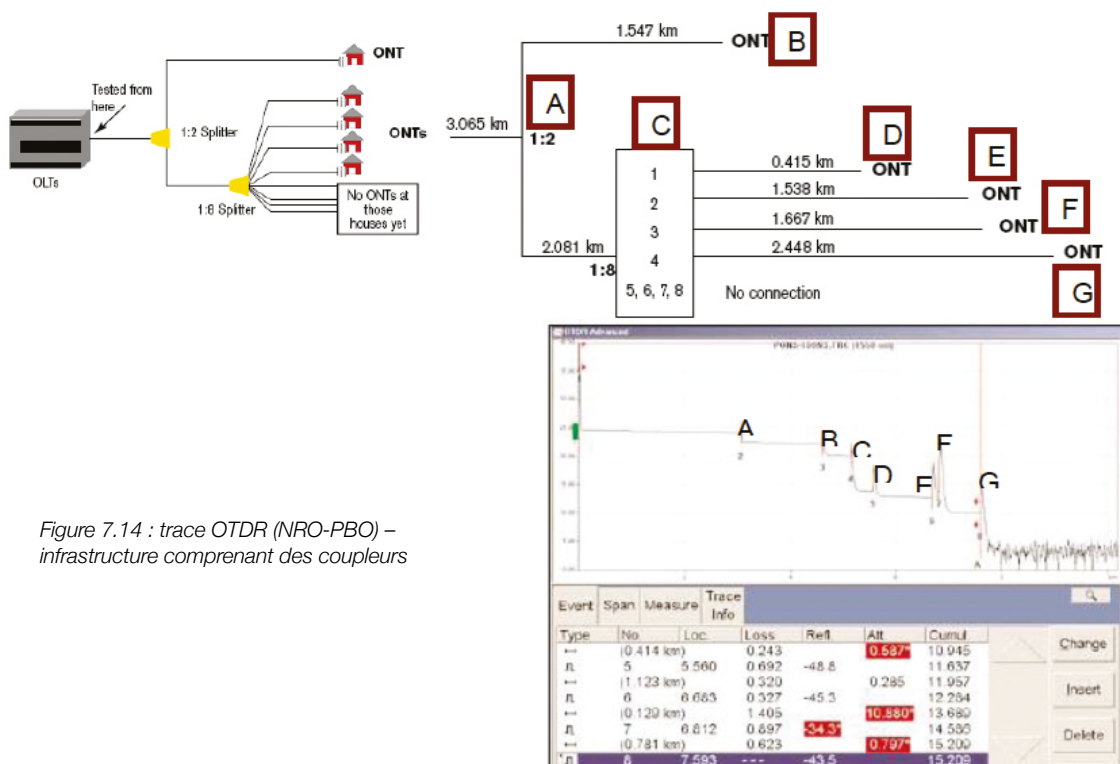 ONT
Tested from
here
1:2 Splitter
ONTs
OLTs
1:8 Splitter
No ONTs at
those
houses yet
1.547 km
ONT
B
A
3.065 km
1:2
C
D
0.415 km
ONT
E
1
1.538 km
ONT
2
F
1.667 km
ONT
3
2.448 km
ONT
2.081 km
4
1:8
G
5, 6, 7, 8
No connection
OTDR Advanced
A
B
C
D
F
G
2
3
5
7
A
Figure 7.14 : trace OTDR (NRO-PBO) –
infrastructure comprenant des coupleurs
Event Span Measure Trace Info
Type No. Loc. Loss Refl. Att. Cumul
(0.414 km) 0.243 0.587* 10.945
5 5.560 0.692 -48.8 11.637
(1.123 km) 0.320 0.285 11.957
6 6.683 0.327 -45.3 12.284
(0.129 km) 1.405 10.880* 13.689
7 6.812 0.897 -34.3* 14.586
(0.781 km) 0.623 0.797* 15.209
8 7.593 --- -43.5 15.209
Change
Insert
Delete